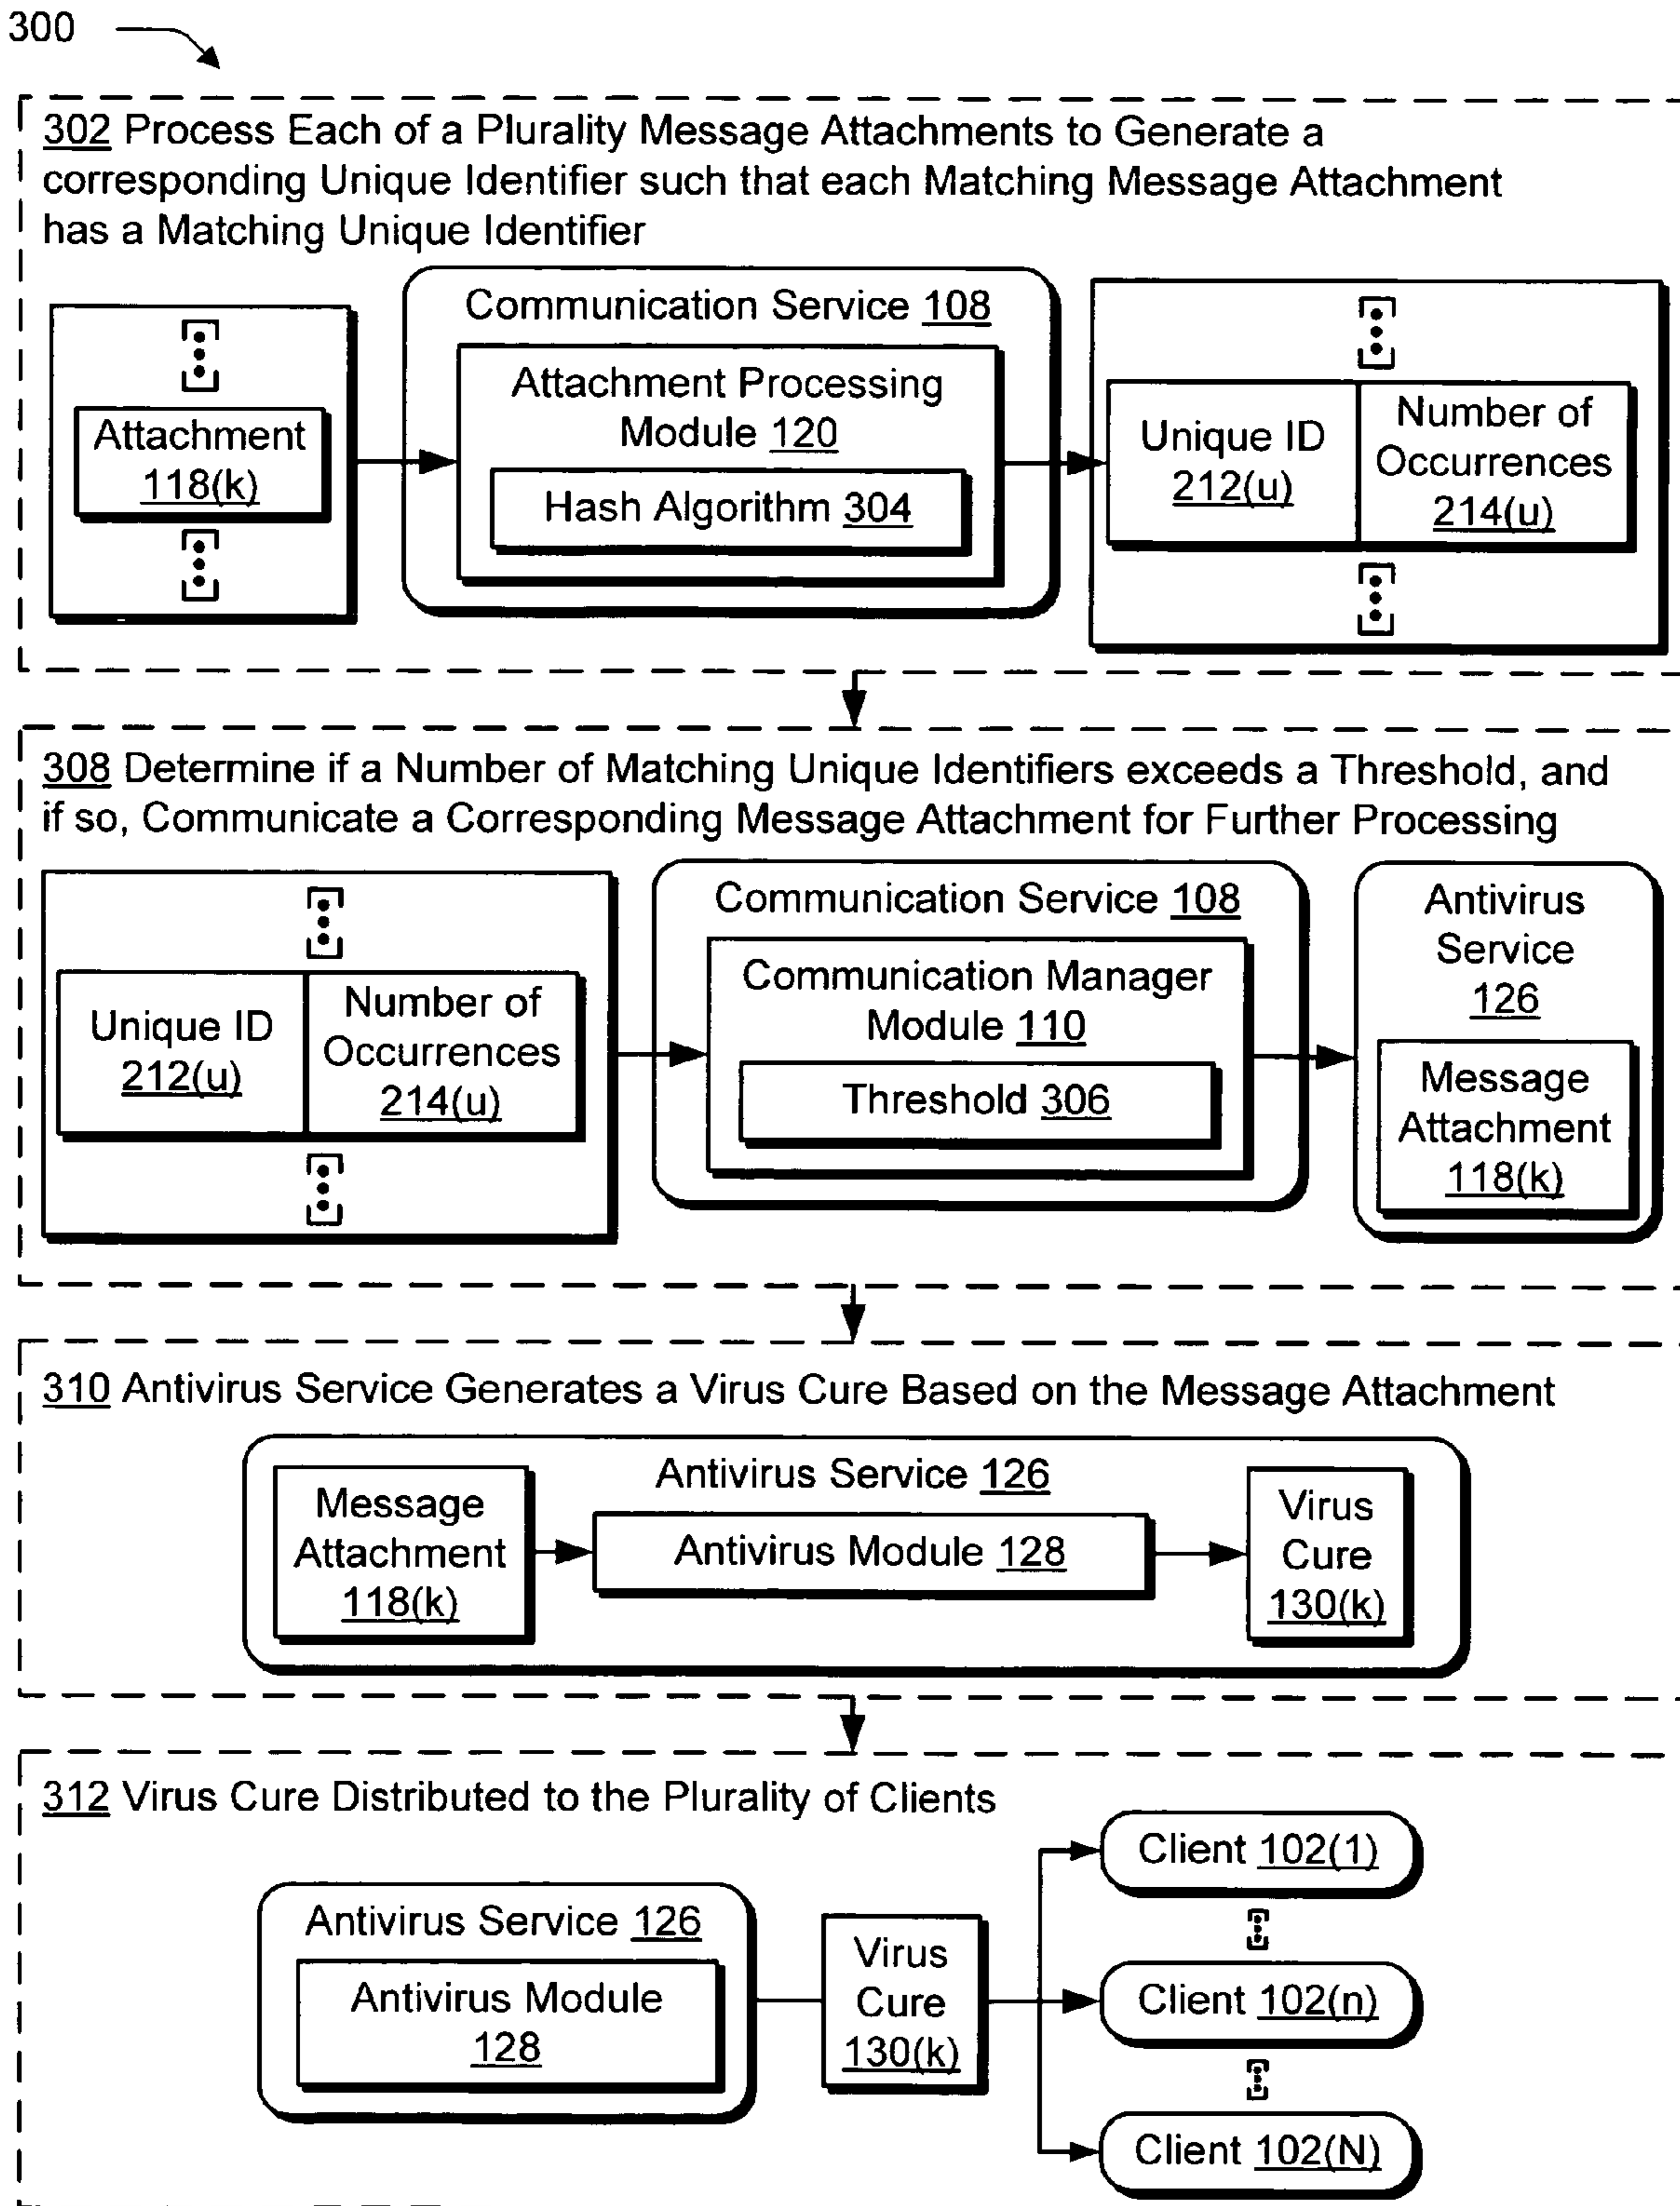 300
302 Process Each of a Plurality Message Attachments to Generate a
corresponding Unique Identifier such that each Matching Message Attachment
has a Matching Unique Identifier
Attachment
118(k)
Communication Service 108
Attachment Processing
Module 120
Hash Algorithm 304
Unique ID
212(u)
Number of
Occurrences
214(u)
308 Determine if a Number of Matching Unique Identifiers exceeds a Threshold, and
if so, Communicate a Corresponding Message Attachment for Further Processing
Unique ID
212(u)
Number of
Occurrences
214(u)
Communication Service 108
Communication Manager
Module 110
Threshold 306
Antivirus
Service
126
Message
Attachment
118(k)
310 Antivirus Service Generates a Virus Cure Based on the Message Attachment
Message
Attachment
118(k)
Antivirus Service 126
Antivirus Module 128
Virus
Cure
130(k)
312 Virus Cure Distributed to the Plurality of Clients
Antivirus Service 126
Antivirus Module
128
Virus
Cure
130(k)
Client 102(1)
Client 102(n)
Client 102(N)